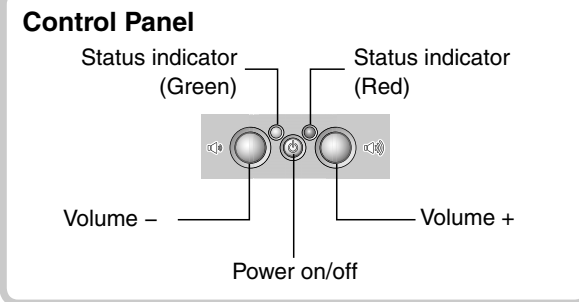 Control Panel
Status indicator
(Green)
Status indicator
(Red)
Volume –
Volume +
Power on/off